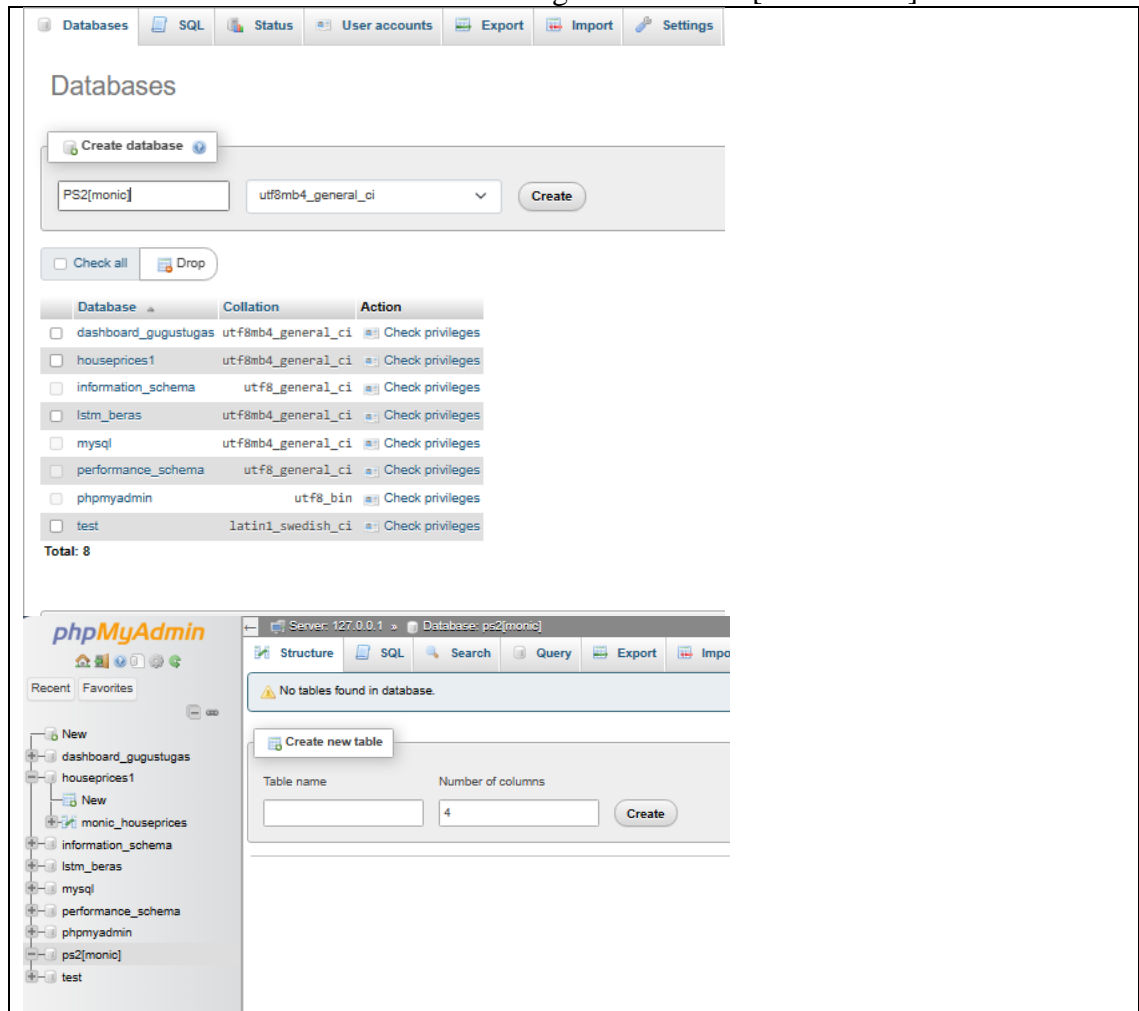 Databases SQL Status User accounts Export Import Settings
Databases
Create database
PS2[monic] utf8mb4_general_ci Create
Check all Drop
Database Collation Action
dashboard_gugustugas utf8mb4_general_ci Check privileges
houseprices1 utf8mb4_general_ci Check privileges
information_schema utf8_general_ci Check privileges
lstm_beras utf8mb4_general_ci Check privileges
mysql utf8mb4_general_ci Check privileges
performance_schema utf8_general_ci Check privileges
phpmyadmin utf8_bin Check privileges
test latin1_swedish_ci Check privileges
Total: 8
phpMyAdmin
Recent Favorites
New
dashboard_gugustugas
houseprices1
New
monic_houseprices
information_schema
lstm_beras
mysql
performance_schema
phpmyadmin
ps2[monic]
test
Server: 127.0.0.1 » Database: ps2[monic]
Structure SQL Search Query Export Impo
No tables found in database.
Create new table
Table name Number of columns
4 Create